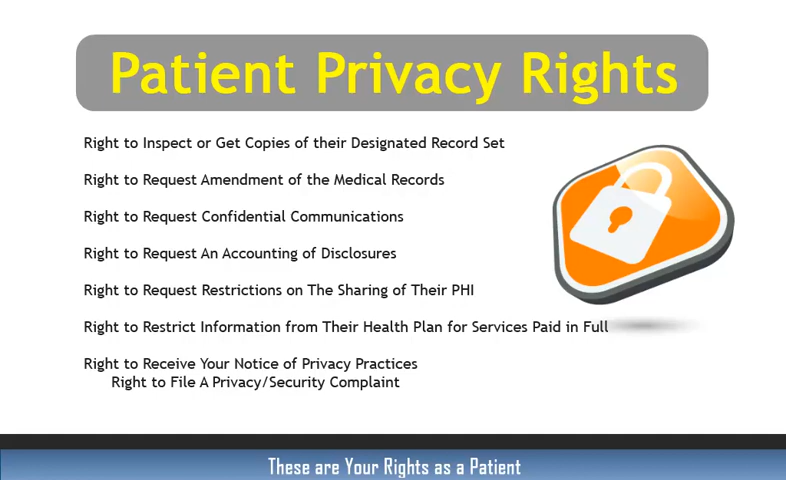 Patient Privacy Rights
Right to Inspect or Get Copies of their Designated Record Set
Right to Request Amendment of the Medical Records
Right to Request Confidential Communications
Right to Request An Accounting of Disclosures
Right to Request Restrictions on The Sharing of Their PHI
Right to Restrict Information from Their Health Plan for Services Paid in Full
Right to Receive Your Notice of Privacy Practices
Right to File A Privacy/Security Complaint
These are Your Rights as a Patient